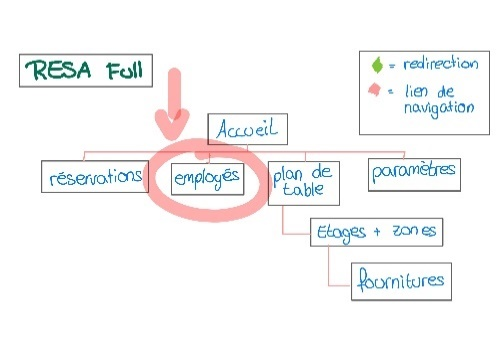 RESA Full
= redirection
= lien de
navigation
Accueil
réservations
employés
plan de
table
paramètres
Etages + zones
fournitures